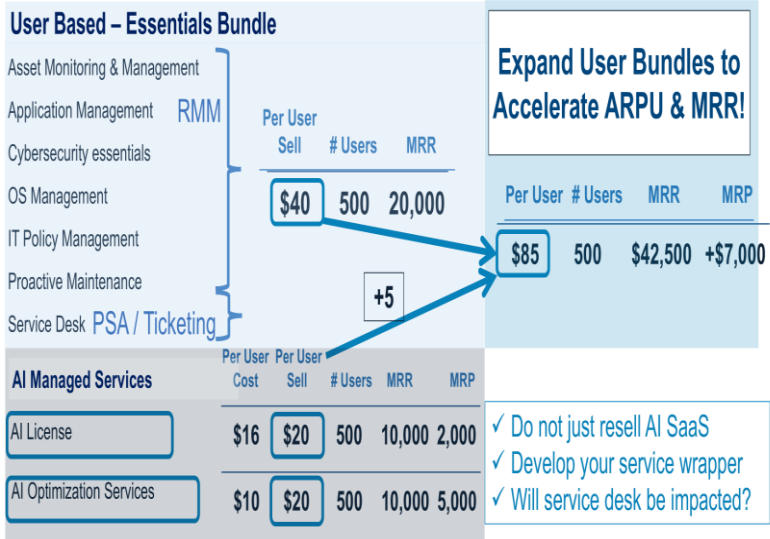 User Based – Essentials Bundle
Asset Monitoring & Management
Application Management RMM
Cybersecurity essentials
OS Management
IT Policy Management
Proactive Maintenance
Service Desk PSA / Ticketing
Per User
Sell # Users MRR
$40 500 20,000
+5
Expand User Bundles to
Accelerate ARPU & MRR!
Per User # Users MRR MRP
$85 500 $42,500 +$7,000
AI Managed Services
Per User Per User
Cost Sell # Users MRR MRP
AI License $16 $20 500 10,000 2,000
AI Optimization Services $10 $20 500 10,000 5,000
✓ Do not just resell AI SaaS
✓ Develop your service wrapper
✓ Will service desk be impacted?